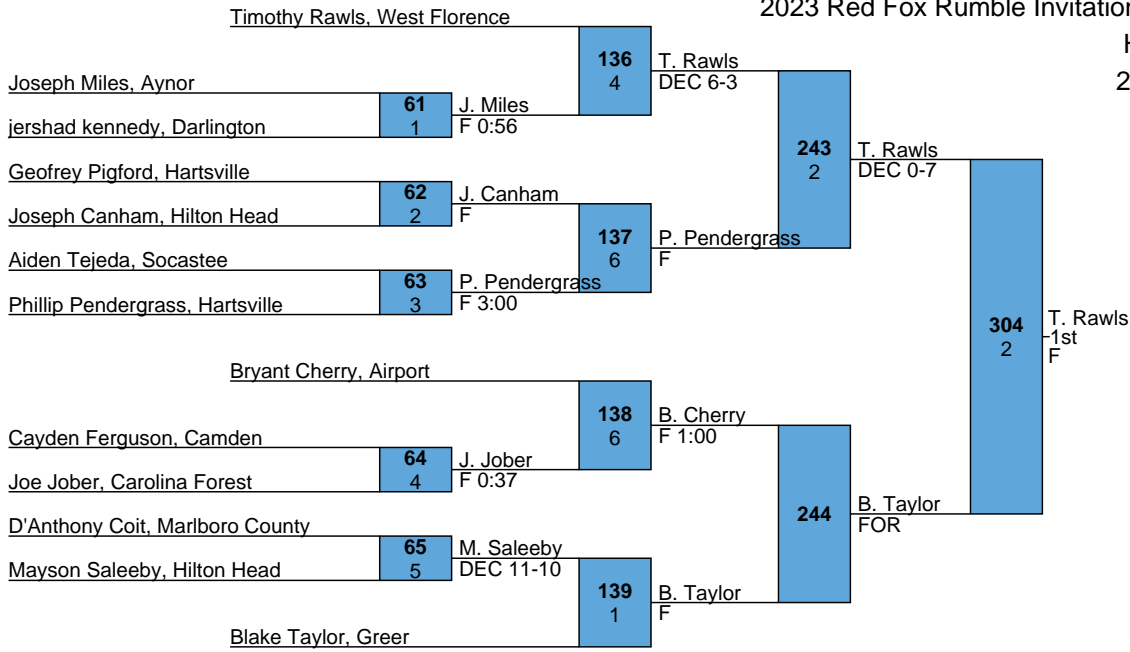 2023 Red Fox Rumble Invitation
H
2
Timothy Rawls, West Florence
136
4
T. Rawls
DEC 6-3
Joseph Miles, Aynor
61
1
J. Miles
F 0:56
jershad kennedy, Darlington
243
2
T. Rawls
DEC 0-7
Geofrey Pigford, Hartsville
62
2
J. Canham
F
Joseph Canham, Hilton Head
137
6
P. Pendergrass
F
Aiden Tejeda, Socastee
63
3
P. Pendergrass
F 3:00
Phillip Pendergrass, Hartsville
304
2
T. Rawls
1st
F
Bryant Cherry, Airport
138
6
B. Cherry
F 1:00
Cayden Ferguson, Camden
64
4
J. Jober
F 0:37
Joe Jober, Carolina Forest
244
B. Taylor
FOR
D'Anthony Coit, Marlboro County
65
5
M. Saleeby
DEC 11-10
Mayson Saleeby, Hilton Head
139
1
B. Taylor
F
Blake Taylor, Greer